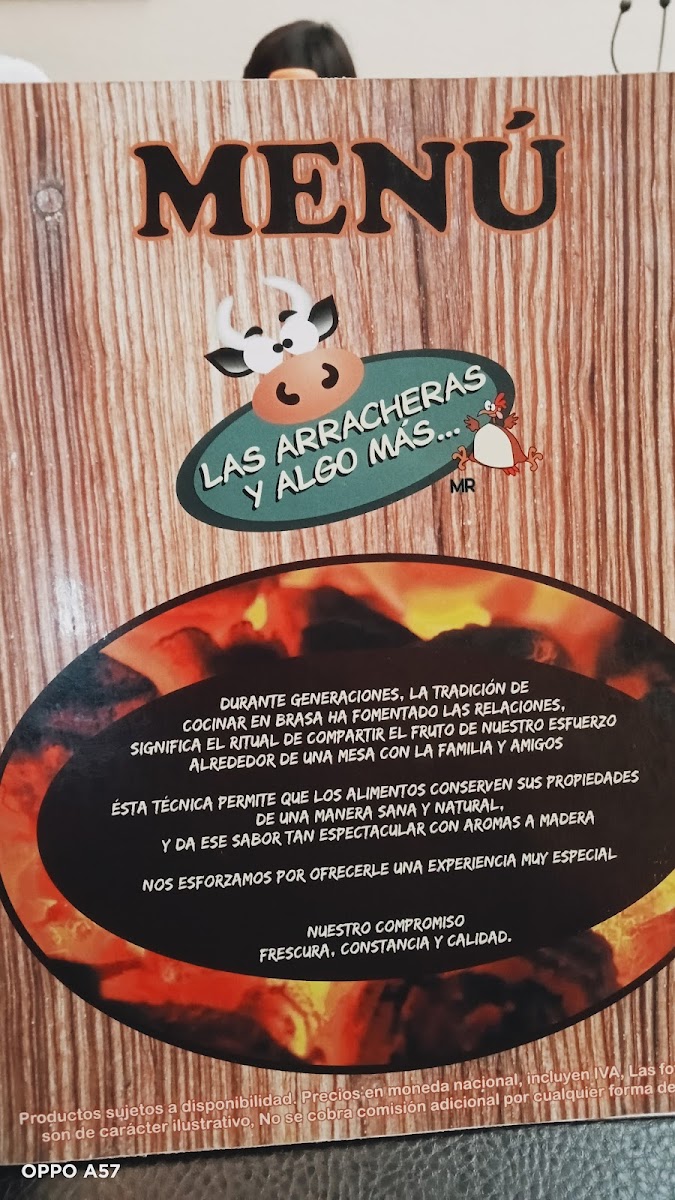 MENÚ
LAS ARRACHERAS
Y ALGO MÁS...
MR
DURANTE GENERACIONES, LA TRADICIÓN DE
COCINAR EN BRASA HA FOMENTADO LAS RELACIONES,
SIGNIFICA EL RITUAL DE COMPARTIR EL FRUTO DE NUESTRO ESFUERZO
ALREDEDOR DE UNA MESA CON LA FAMILIA Y AMIGOS
ÉSTA TÉCNICA PERMITE QUE LOS ALIMENTOS CONSERVEN SUS PROPIEDADES
DE UNA MANERA SANA Y NATURAL,
Y DA ESE SABOR TAN ESPECTACULAR CON AROMAS A MADERA
NOS ESFORZAMOS POR OFRECERLE UNA EXPERIENCIA MUY ESPECIAL
NUESTRO COMPROMISO
FRESCURA, CONSTANCIA Y CALIDAD.
Productos sujetos a disponibilidad, Precios en moneda nacional, incluyen IVA, Las fo
son de carácter ilustrativo, No se cobra comisión adicional por cualquier forma de
OPPO A57